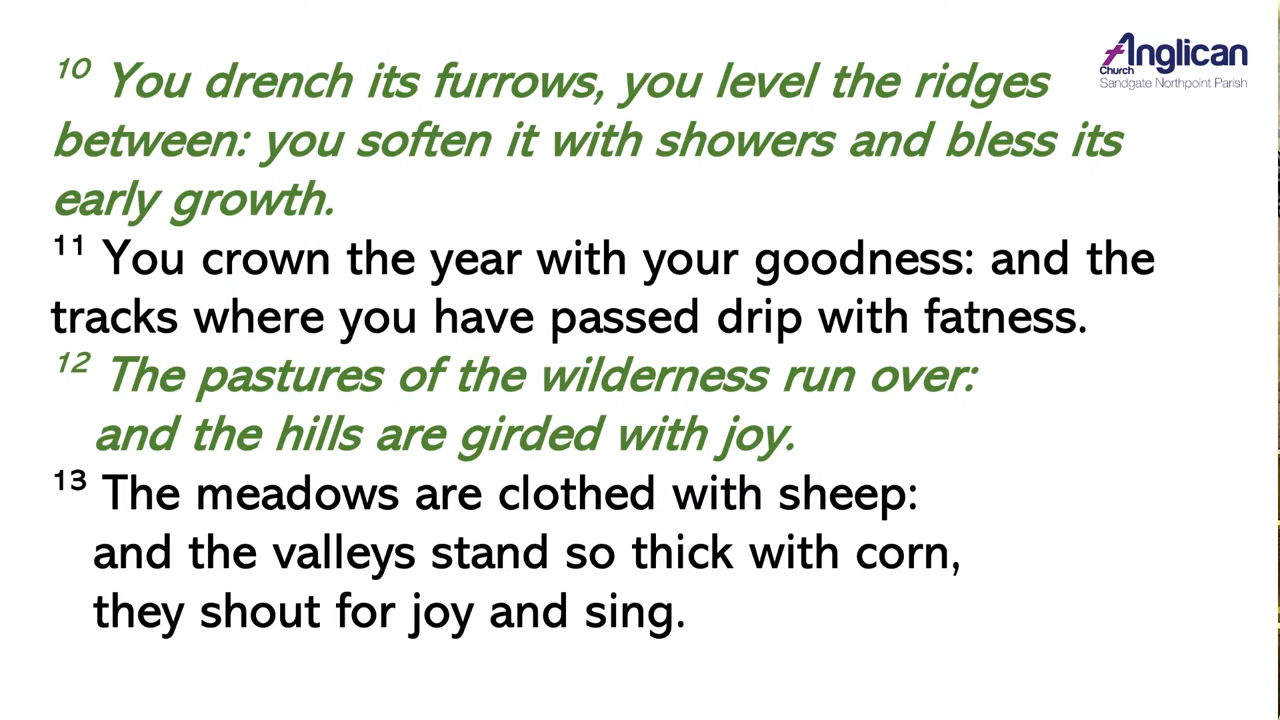 Anglican
Church
Sandgate Northpoint Parish
10 You drench its furrows, you level the ridges
between: you soften it with showers and bless its
early growth.
11 You crown the year with your goodness: and the
tracks where you have passed drip with fatness.
12 The pastures of the wilderness run over:
and the hills are girded with joy.
13 The meadows are clothed with sheep:
and the valleys stand so thick with corn,
they shout for joy and sing.